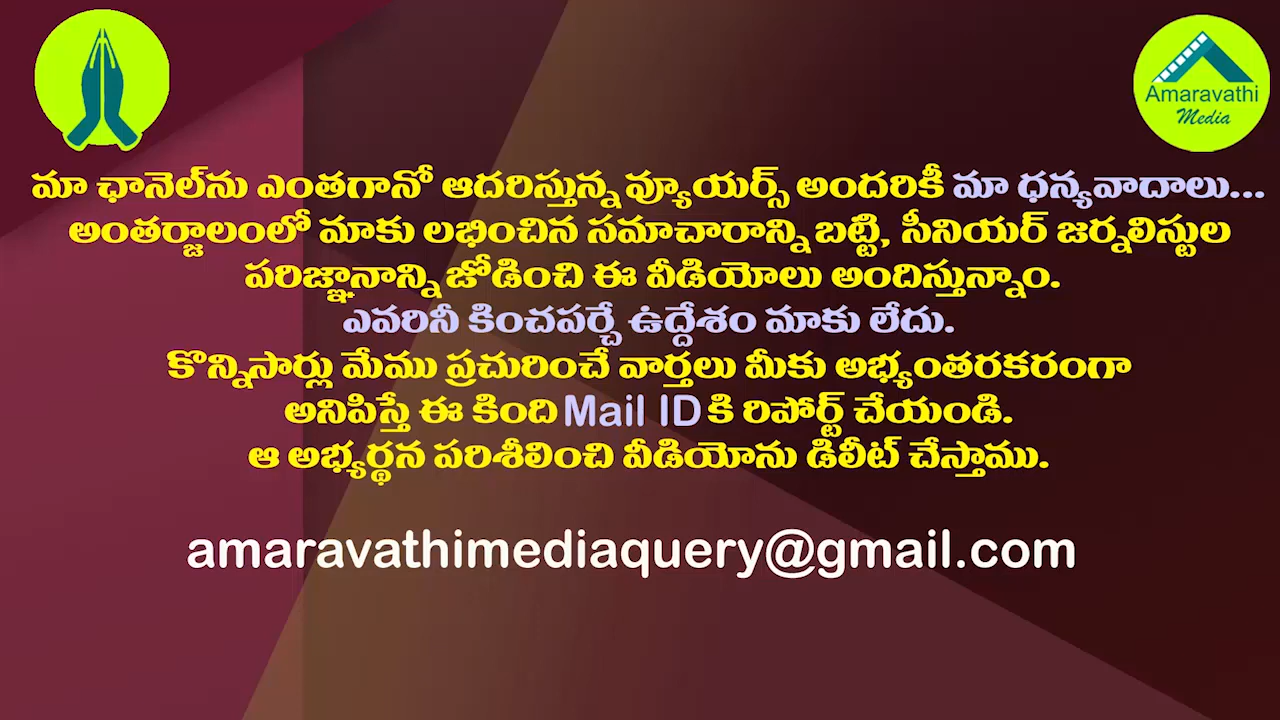 Amaravathi
Media
మా ఛానెల్‌ను ఎంతగానో ఆదరిస్తున్న వ్యూయర్స్ అందరికీ మా ధన్యవాదాలు...
అంతర్జాలంలో మాకు లభించిన సమాచారాన్ని బట్టి, సీనియర్ జర్నలిస్టుల
పరిజ్ఞానాన్ని జోడించి ఈ వీడియోలు అందిస్తున్నాం.
ఎవరినీ కించపర్చే ఉద్దేశం మాకు లేదు.
కొన్నిసార్లు మేము ప్రచురించే వార్తలు మీకు అభ్యంతరకరంగా
అనిపిస్తే ఈ కింది Mail ID కి రిపోర్ట్ చేయండి.
ఆ అభ్యర్థన పరిశీలించి వీడియోను డిలీట్ చేస్తాము.
amaravathimediaquery@gmail.com